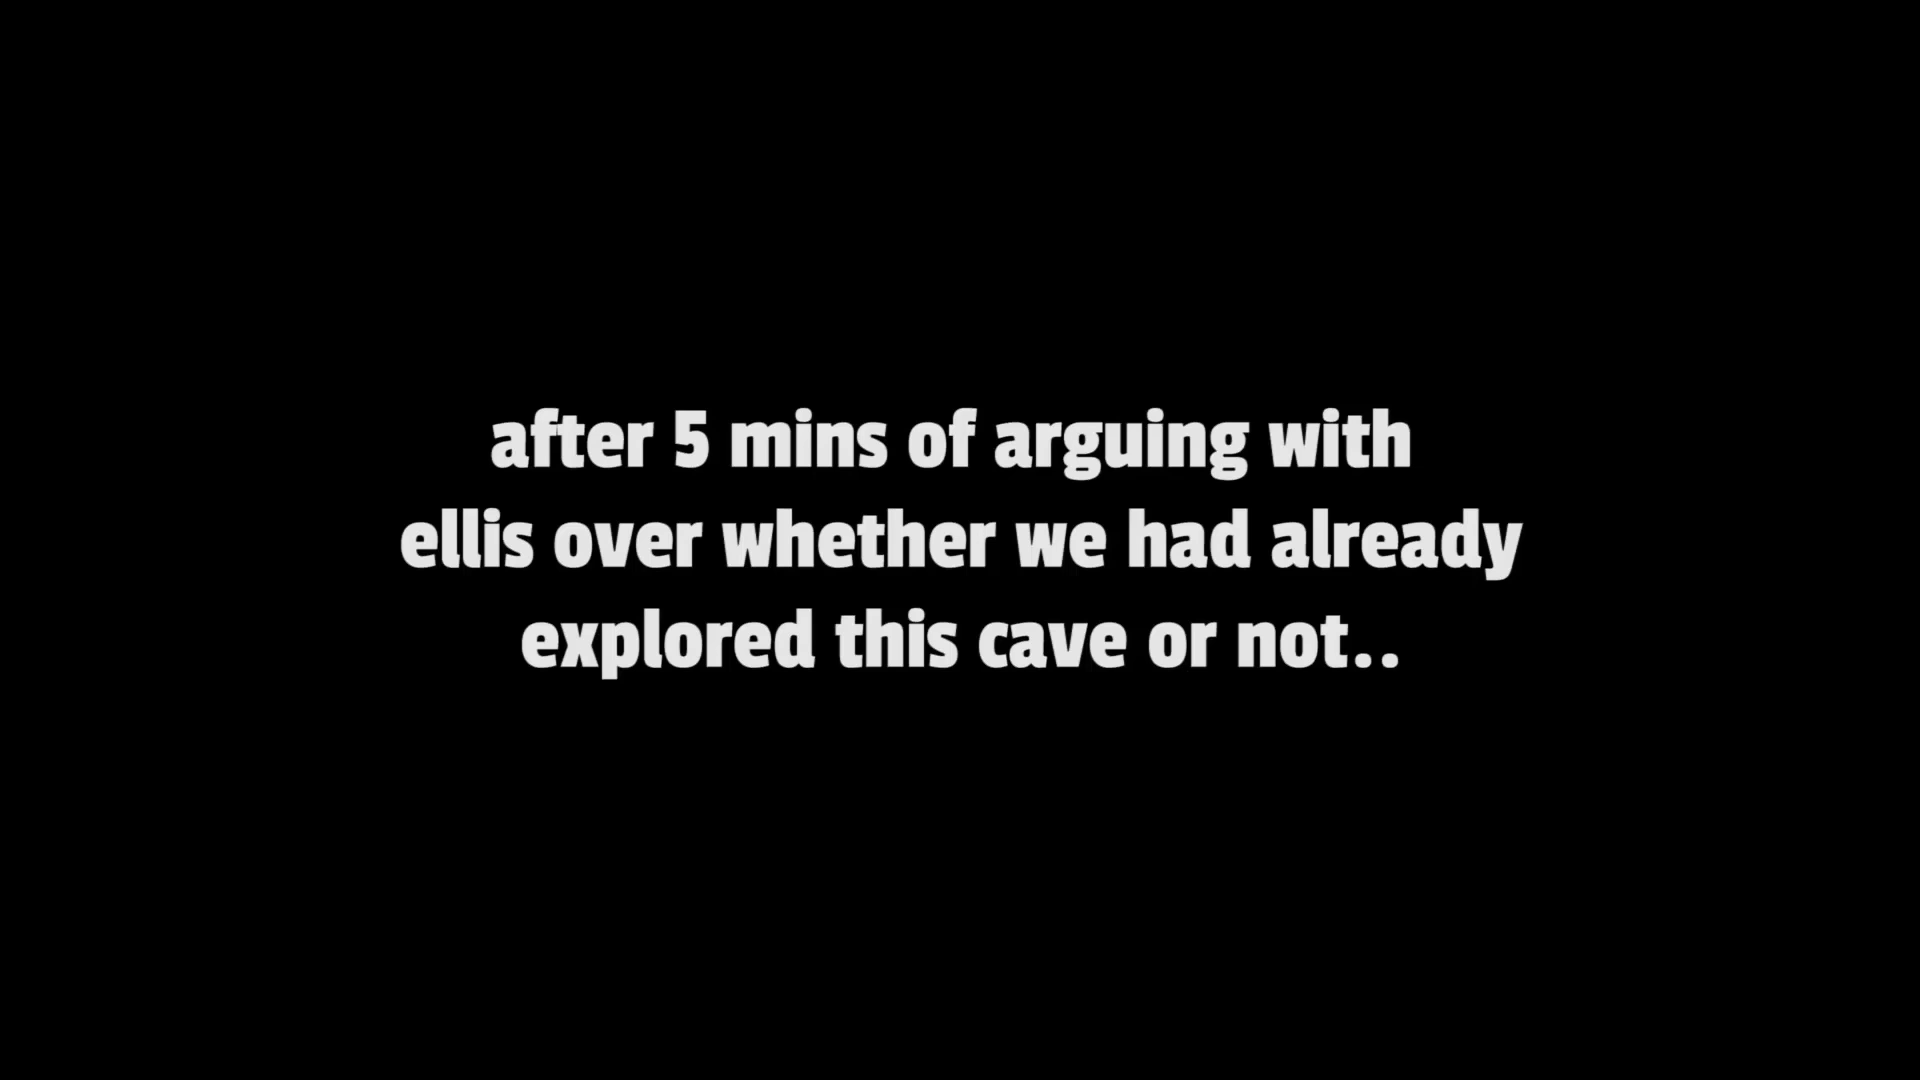 after 5 mins of arguing with
ellis over whether we had already
explored this cave or not..